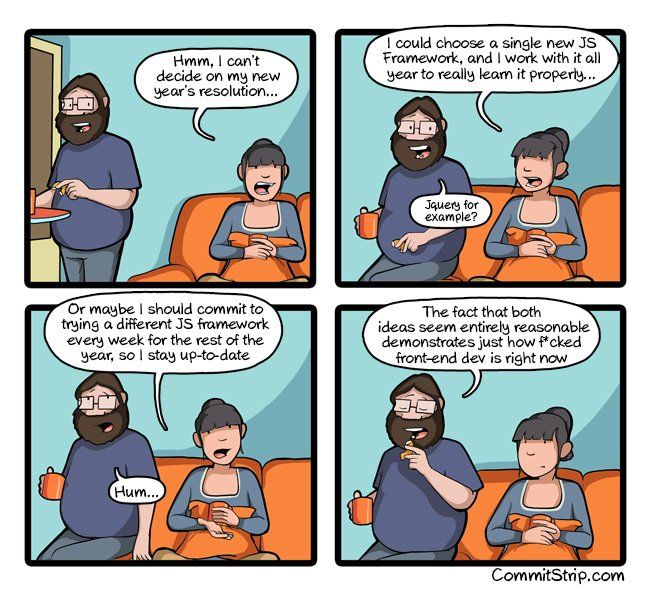 Hmm, I can't
decide on my new
year's resolution...
I could choose a single new JS
Framework, and I work with it all
year to really learn it properly...
Jquery for
example?
Or maybe I should commit to
trying a different JS framework
every week for the rest of the
year, so I stay up-to-date
Hum...
The fact that both
ideas seem entirely reasonable
demonstrates just how f*cked
front-end dev is right now
CommitStrip.com